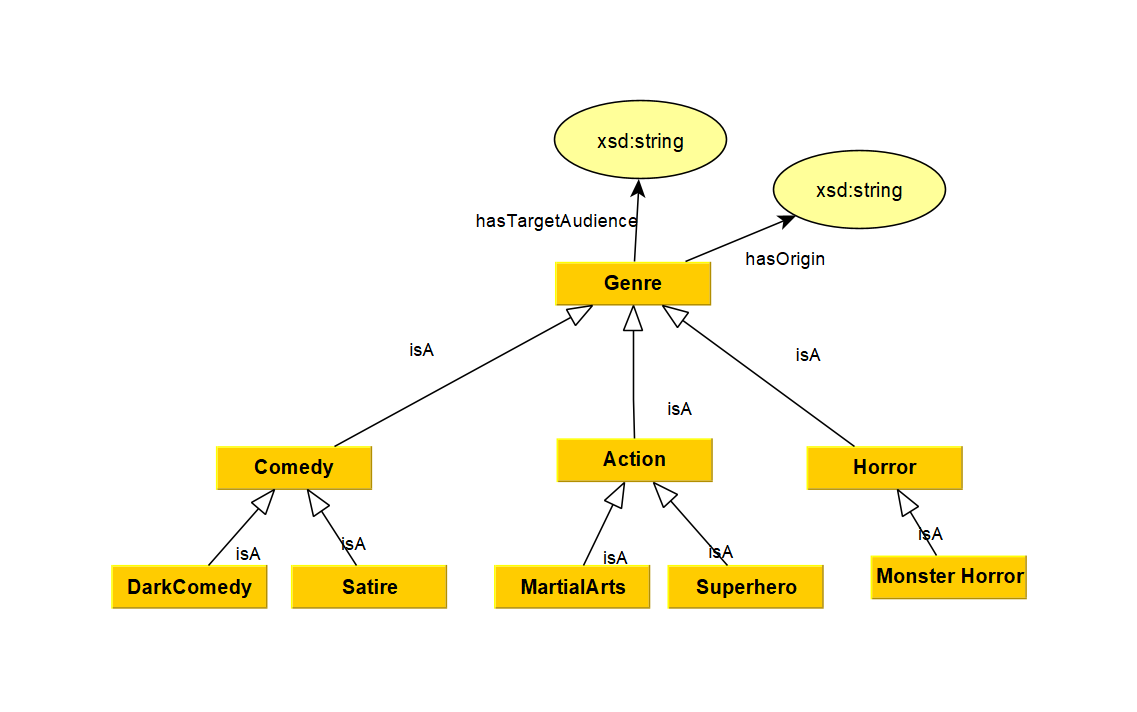 xsd:string
xsd:string
hasTargetAudience
hasOrigin
Genre
isA
isA
isA
Comedy
Action
Horror
isA
isA
isA
isA
isA
DarkComedy
Satire
MartialArts
Superhero
Monster Horror